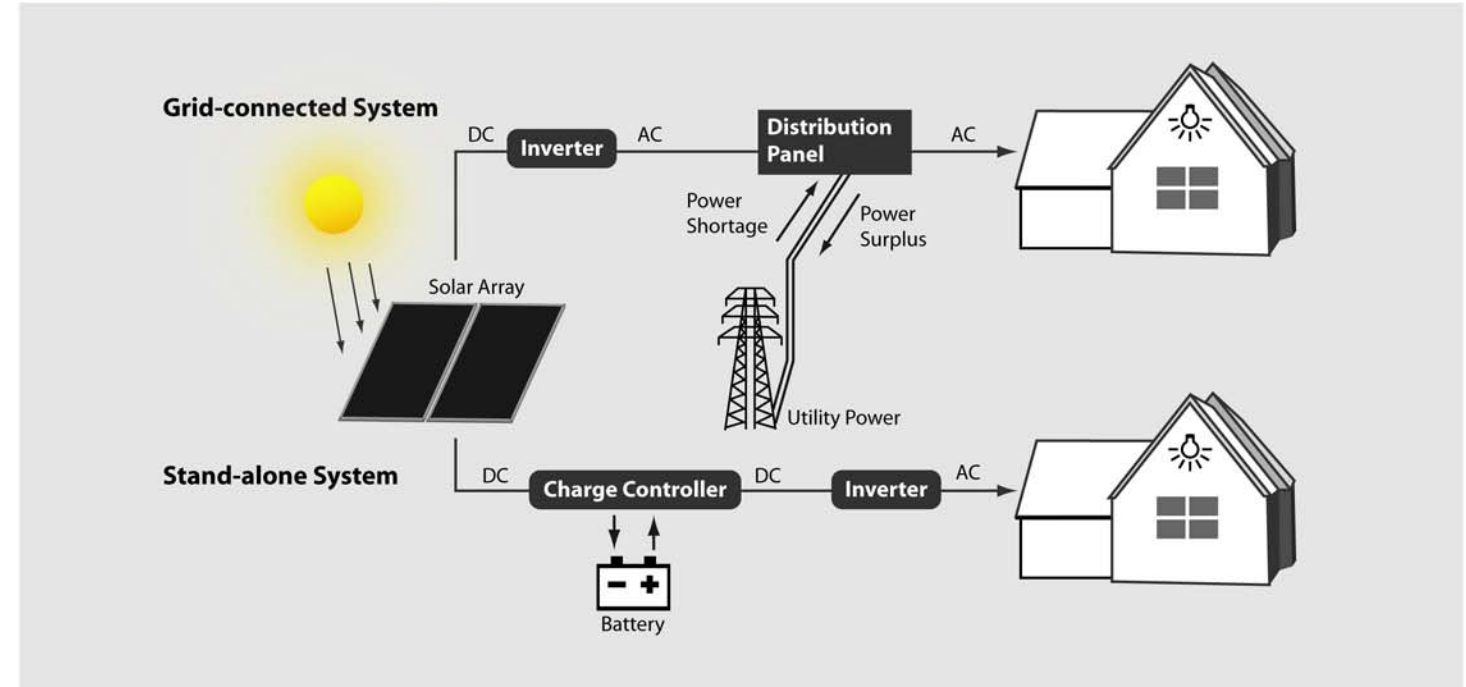 Grid-connected System
DC
Inverter
AC
Distribution
Panel
AC
Power
Shortage
Power
Surplus
Solar Array
Utility Power
Stand-alone System
DC
Charge Controller
DC
Inverter
AC
Battery